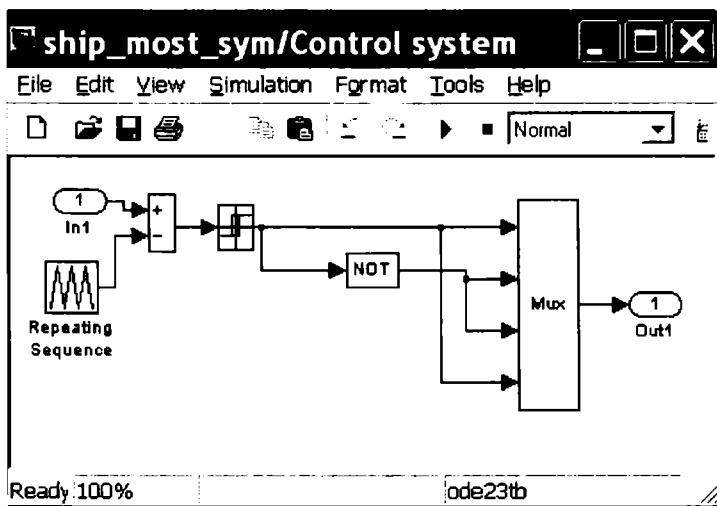 ship_most_sym/Control system
File Edit View Simulation Format Tools Help
Normal
1
In1
+
−
Repeating
Sequence
NOT
Mux
1
Out1
Ready 100% ode23tb